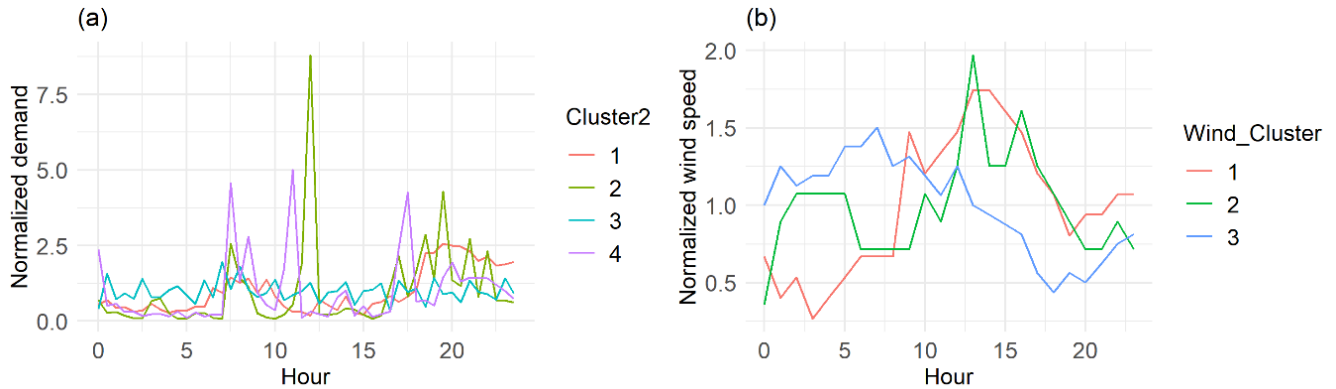 (a)
Normalized demand
7.5
5.0
2.5
0.0
0 5 10 15 20
Hour
Cluster2
1
2
3
4
(b)
Normalized wind speed
2.0
1.5
1.0
0.5
0 5 10 15 20
Hour
Wind_Cluster
1
2
3